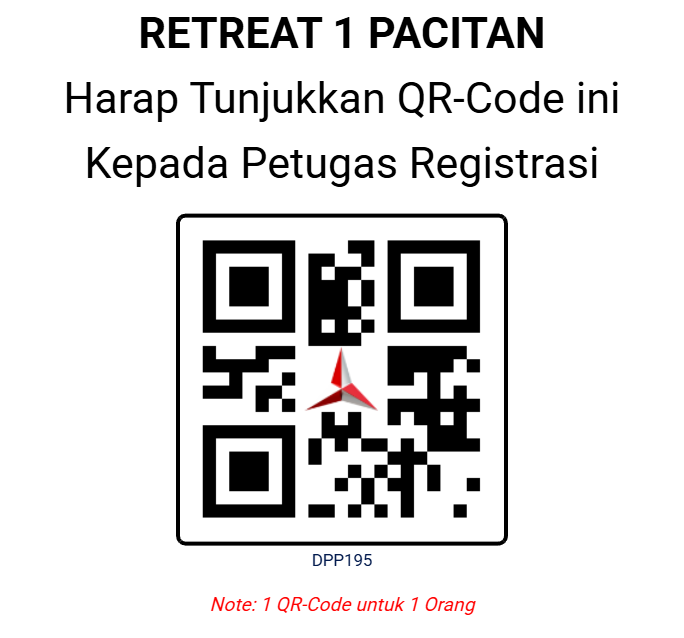 RETREAT 1 PACITAN
Harap Tunjukkan QR-Code ini
Kepada Petugas Registrasi
DPP195
Note: 1 QR-Code untuk 1 Orang